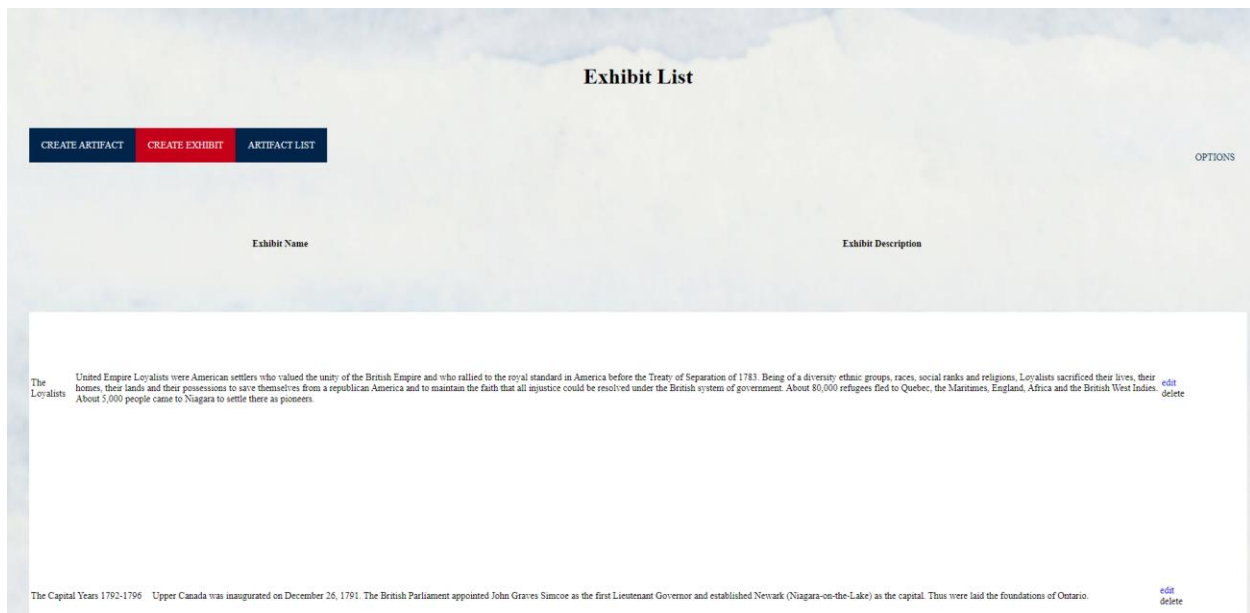 Exhibit List
CREATE ARTIFACT CREATE EXHIBIT ARTIFACT LIST
OPTIONS
Exhibit Name Exhibit Description
The
Loyalists
United Empire Loyalists were American settlers who valued the unity of the British Empire and who rallied to the royal standard in America before the Treaty of Separation of 1783. Being of a diversity ethnic groups, races, social ranks and religions, Loyalists sacrificed their lives, their
homes, their lands and their possessions to save themselves from a republican America and to maintain the faith that all injustice could be resolved under the British system of government. About 80,000 refugees fled to Quebec, the Maritimes, England, Africa and the British West Indies.
About 5,000 people came to Niagara to settle there as pioneers.
edit
delete
The Capital Years 1792-1796 Upper Canada was inaugurated on December 26, 1791. The British Parliament appointed John Graves Simcoe as the first Lieutenant Governor and established Newark (Niagara-on-the-Lake) as the capital. Thus were laid the foundations of Ontario.
edit
delete